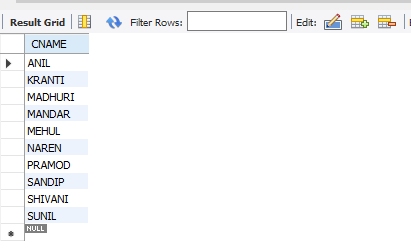 Result Grid Filter Rows: Edit:
CNAME
ANIL
KRANTI
MADHURI
MANDAR
MEHUL
NAREN
PRAMOD
SANDIP
SHIVANI
SUNIL
NULL